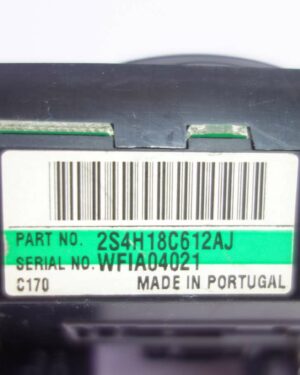 PART NO. 2S4H18C612AJ
SERIAL NO. WFIA04021
C170 MADE IN PORTUGAL